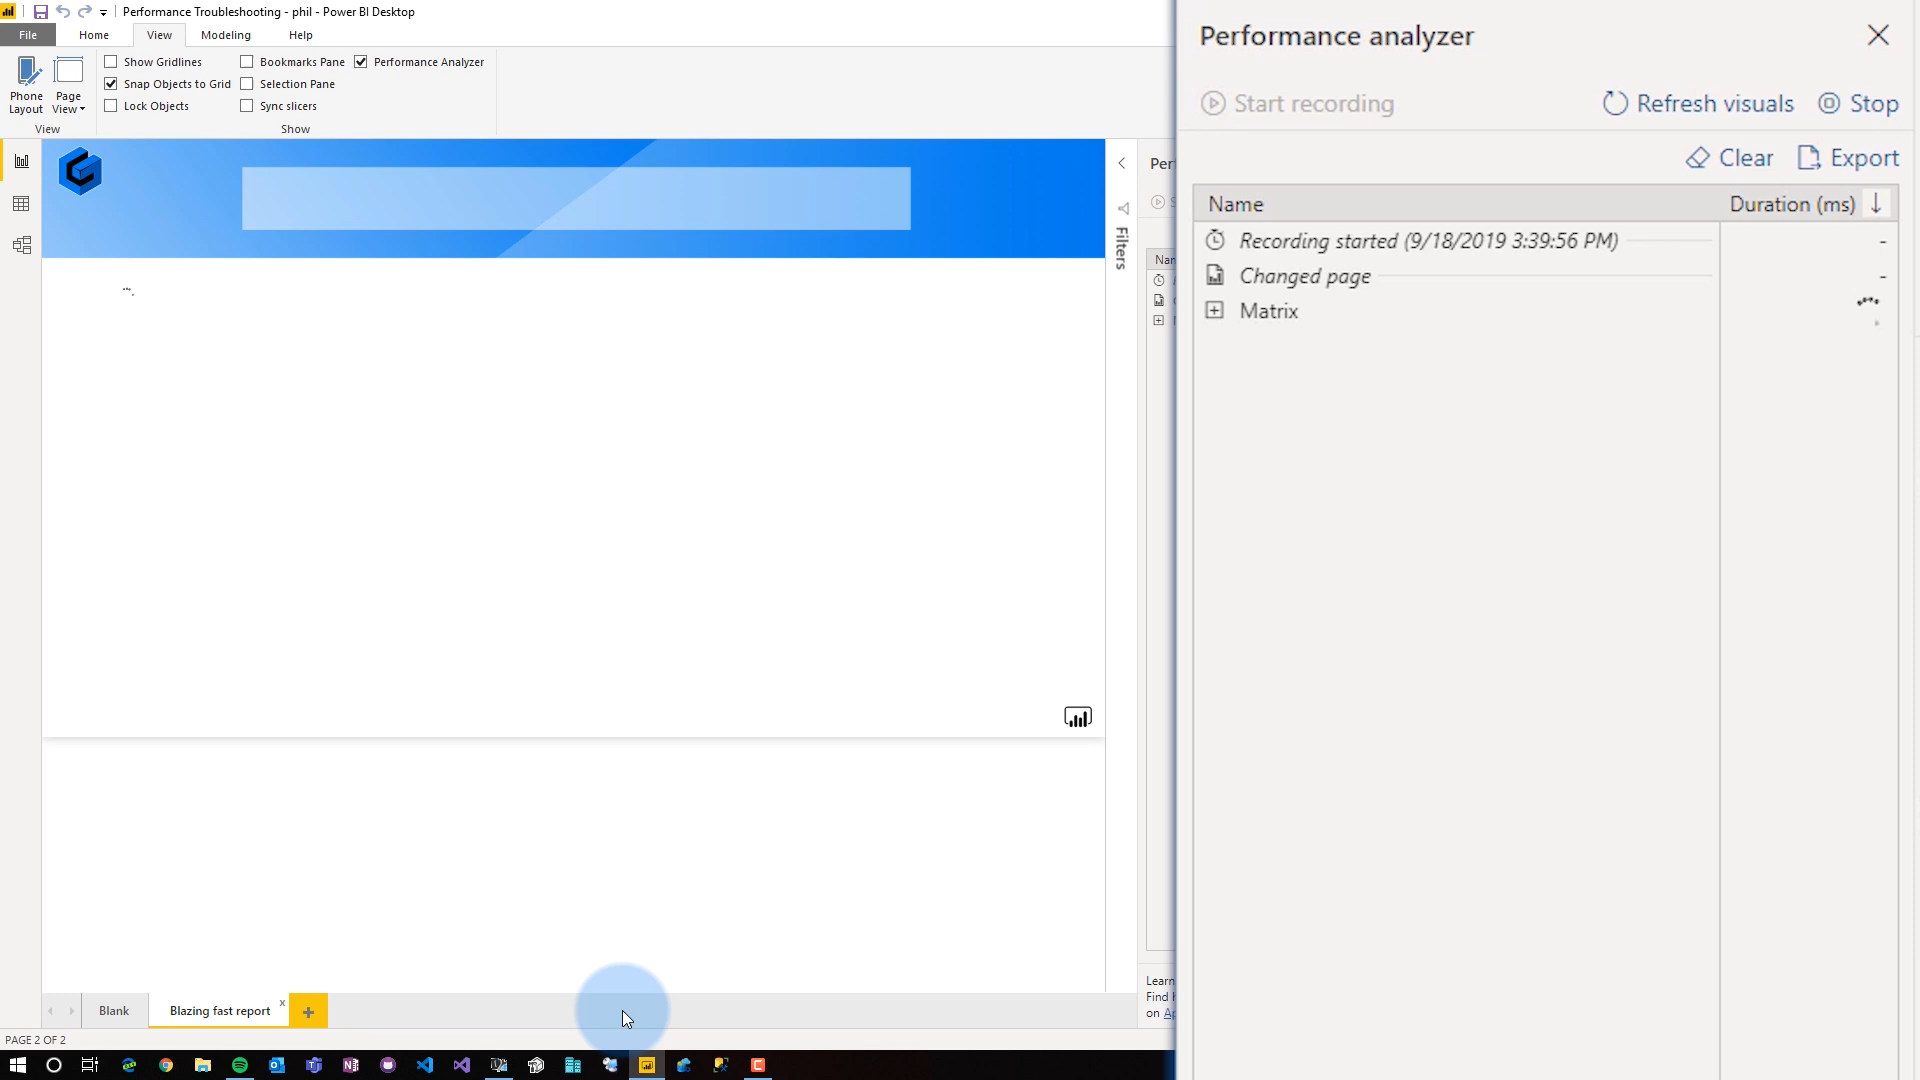 Performance Troubleshooting - phil - Power BI Desktop
File Home View Modeling Help
Show Gridlines
Snap Objects to Grid
Lock Objects
Bookmarks Pane
Selection Pane
Sync slicers
Performance Analyzer
Phone Layout
Page View
View
Show
Filters
Blank
Blazing fast report x
PAGE 2 OF 2
Learn
on
Performance analyzer
Start recording Refresh visuals Stop
Clear Export
Name Duration (ms)
Recording started (9/18/2019 3:39:56 PM) -
Changed page -
Matrix